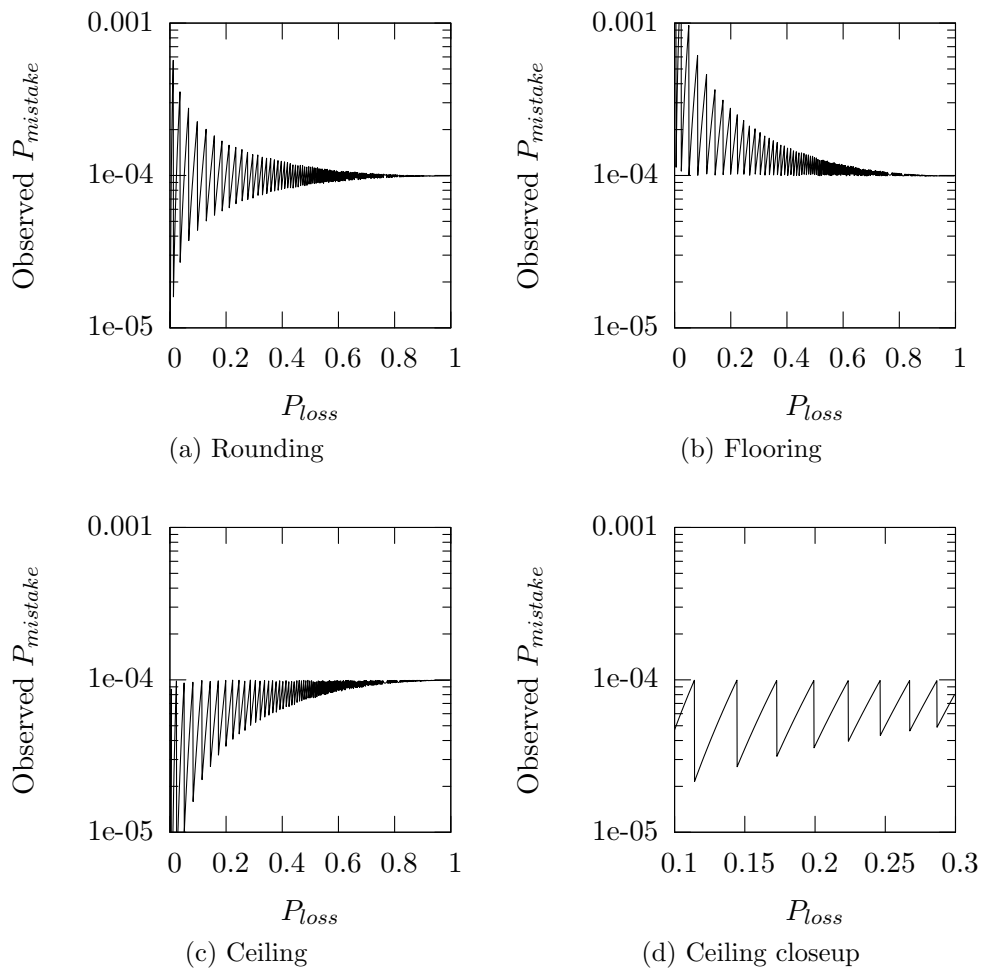 0.001
1e-04
1e-05
Observed P_mistake
0 0.2 0.4 0.6 0.8 1
P_loss
(a) Rounding
0.001
1e-04
1e-05
Observed P_mistake
0 0.2 0.4 0.6 0.8 1
P_loss
(b) Flooring
0.001
1e-04
1e-05
Observed P_mistake
0 0.2 0.4 0.6 0.8 1
P_loss
(c) Ceiling
0.001
1e-04
1e-05
Observed P_mistake
0.1 0.15 0.2 0.25 0.3
P_loss
(d) Ceiling closeup